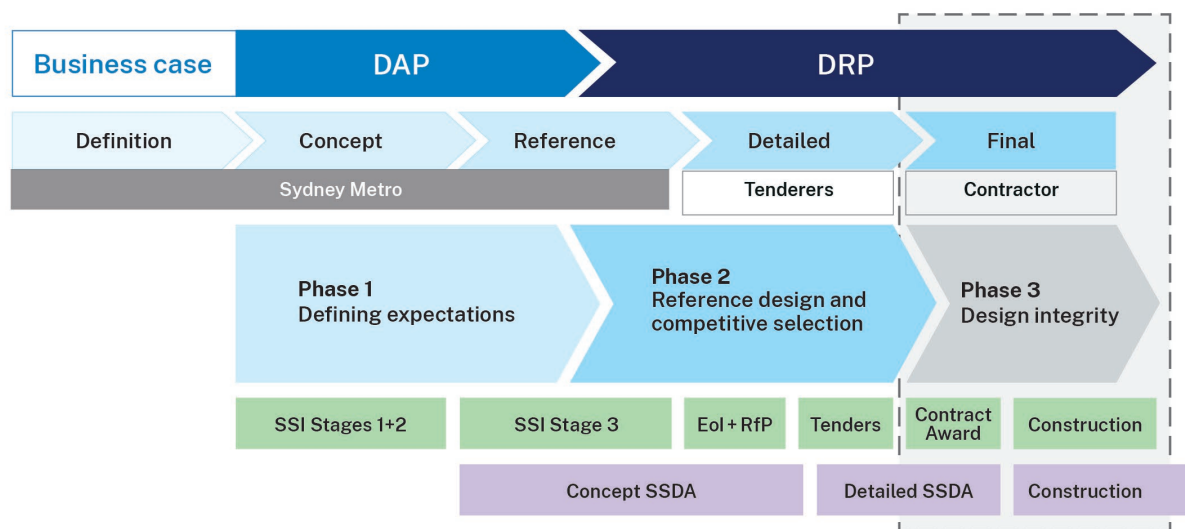 Business case
DAP
DRP
Definition
Concept
Reference
Detailed
Final
Sydney Metro
Tenderers
Contractor
Phase 1
Defining expectations
Phase 2
Reference design and
competitive selection
Phase 3
Design integrity
SSI Stages 1+2
SSI Stage 3
EoI + RfP
Tenders
Contract
Award
Construction
Concept SSDA
Detailed SSDA
Construction